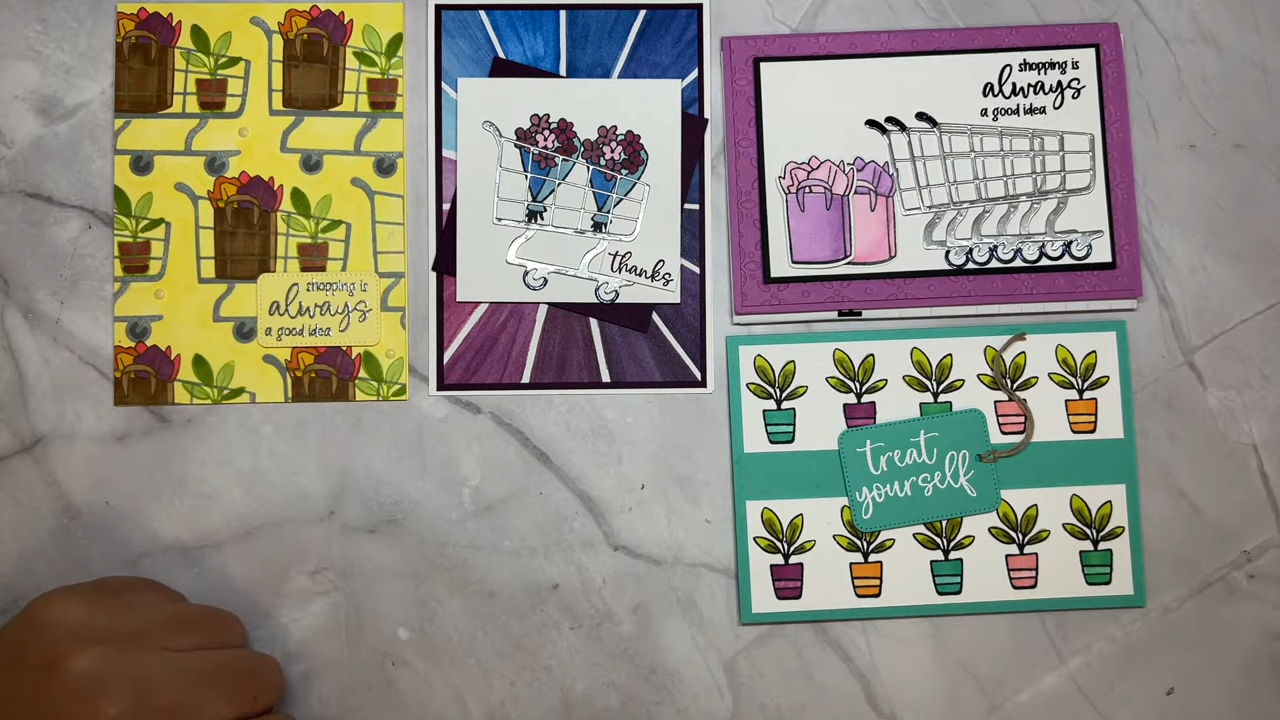 shopping is
always
a good idea
thanks
shopping is
always
a good idea
treat
yourself